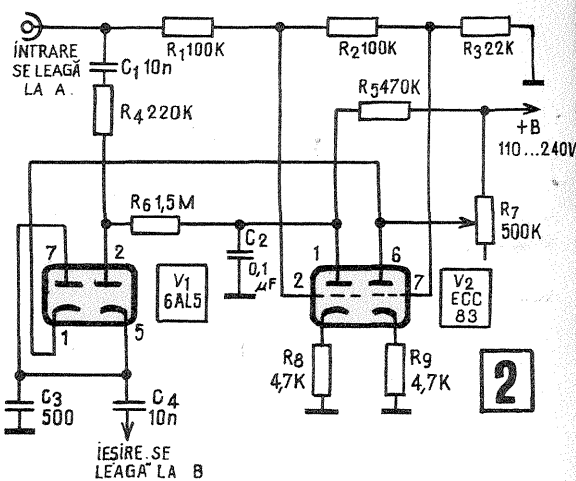 INTRARE
SE LEAGĂ
LA A.
R1 100K
R2 100K
R3 22K
C1 10n
R4 220K
R5 470K
+B
110...240V
R6 1,5M
R7
500K
C2
0,1
µF
7
2
1
5
V1
6AL5
1
6
2
7
V2
ECC
83
R8
4,7K
R9
4,7K
2
C3
500
C4
10n
IEȘIRE.SE
LEAGĂ LA B